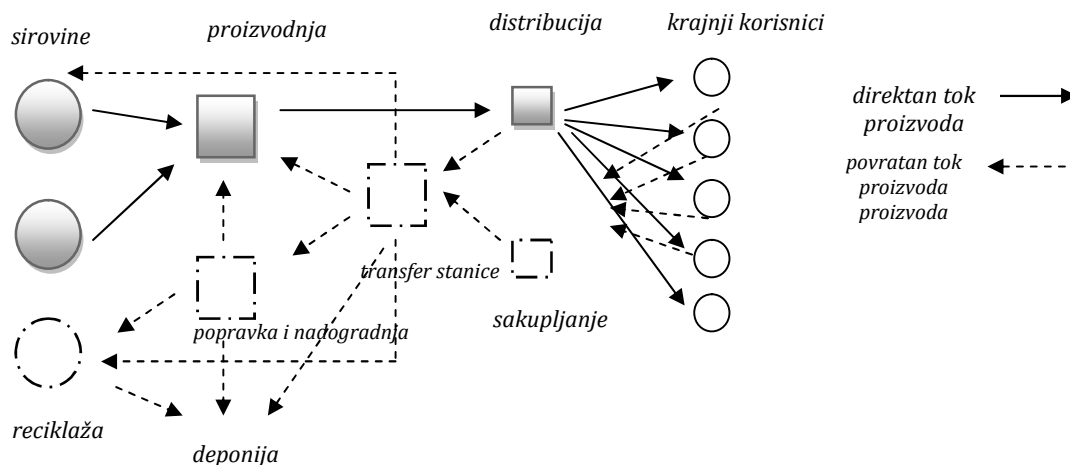 sirovine
proizvodnja
distribucija
krajnji korisnici
direktan tok
proizvoda
povratan tok
proizvoda
proizvoda
transfer stanice
sakupljanje
popravka i nadogradnja
reciklaža
deponija